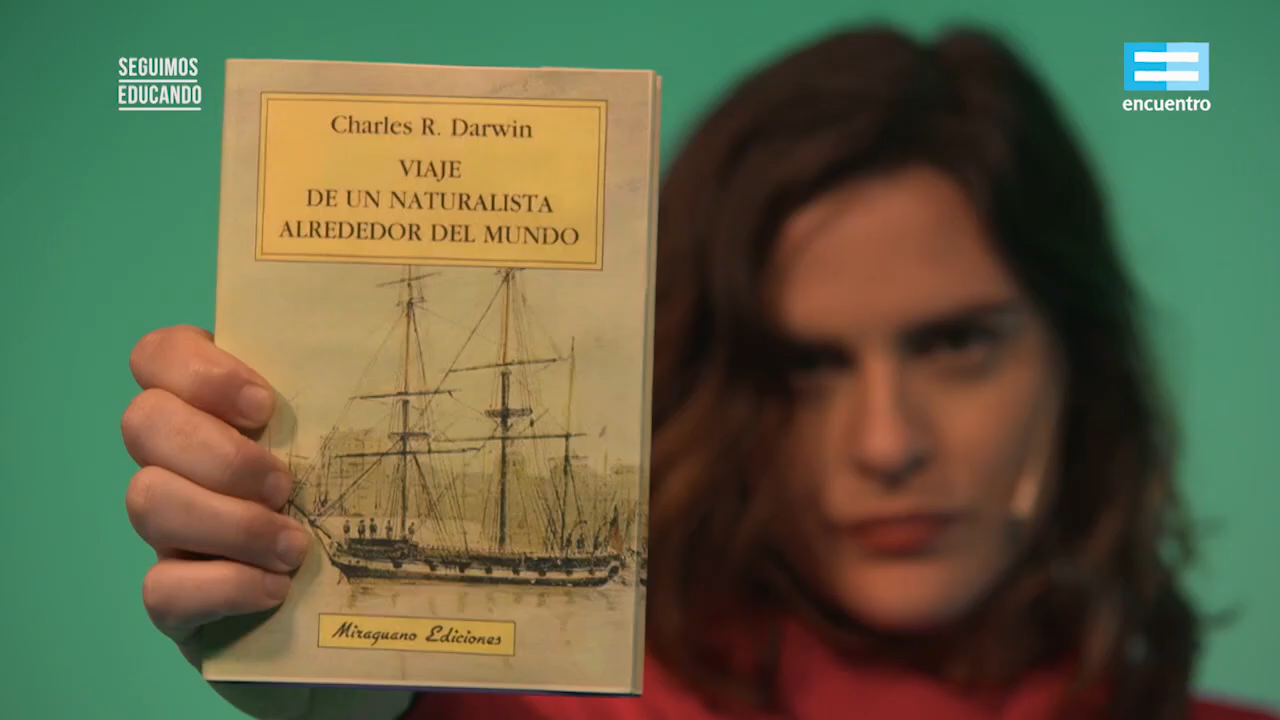 SEGUIMOS
EDUCANDO
encuentro
Charles R. Darwin
VIAJE
DE UN NATURALISTA
ALREDEDOR DEL MUNDO
Miraguano Ediciones